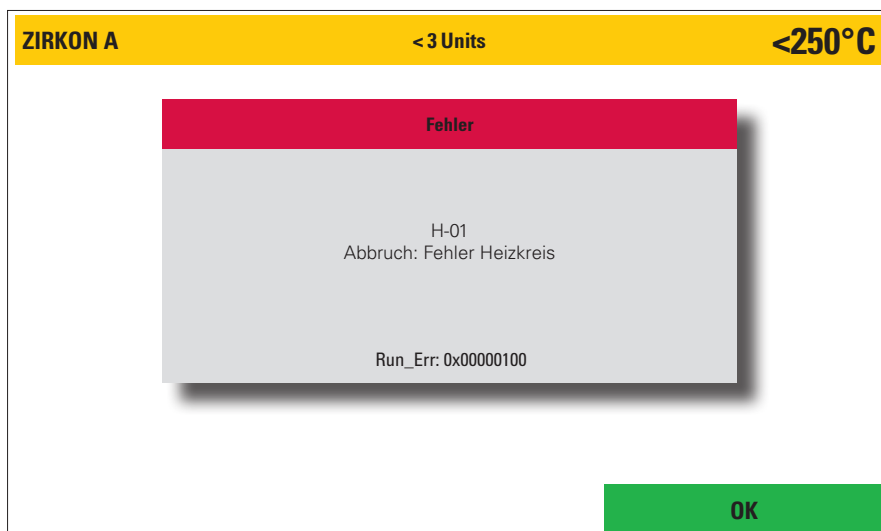 ZIRKON A
< 3 Units
<250°C
Fehler
H-01
Abbruch: Fehler Heizkreis
Run_Err: 0x00000100
OK